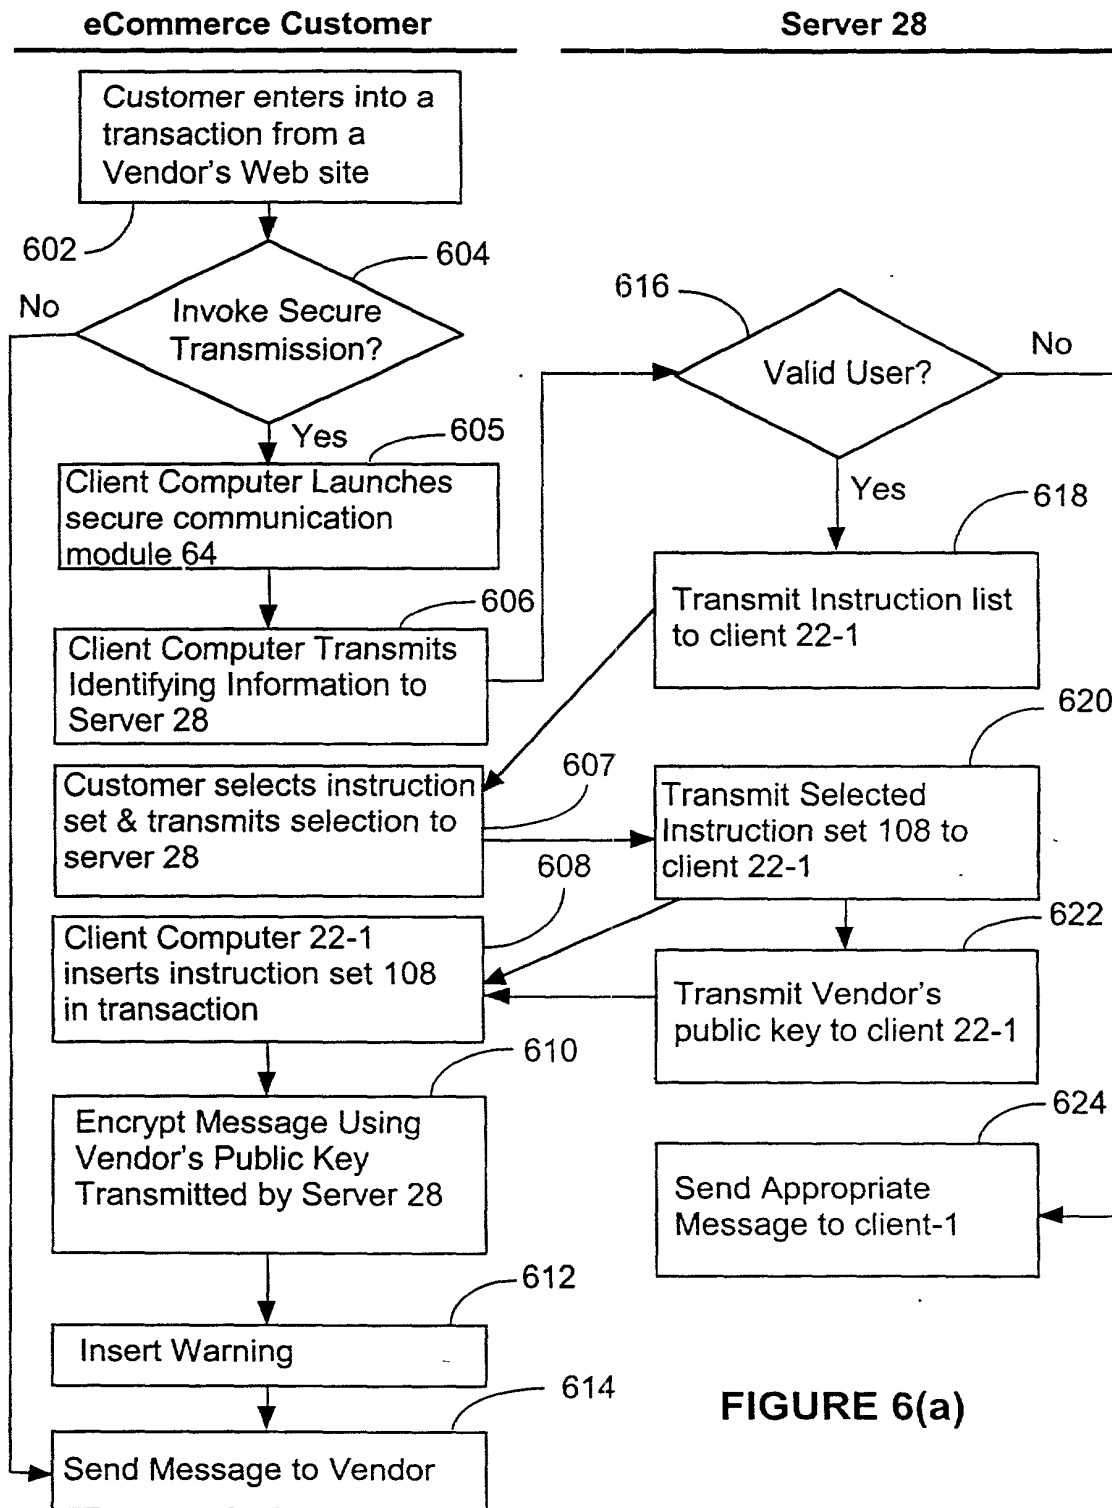 eCommerce Customer
Server 28
Customer enters into a
transaction from a
Vendor's Web site
602
604
No
Invoke Secure
Transmission?
616
Valid User?
No
Yes
605
Yes
618
Client Computer Launches
secure communication
module 64
Transmit Instruction list
to client 22-1
606
Client Computer Transmits
Identifying Information to
Server 28
620
607
Customer selects instruction
set & transmits selection to
server 28
Transmit Selected
Instruction set 108 to
client 22-1
608
622
Client Computer 22-1
inserts instruction set 108
in transaction
Transmit Vendor's
public key to client 22-1
610
624
Encrypt Message Using
Vendor's Public Key
Transmitted by Server 28
Send Appropriate
Message to client-1
612
Insert Warning
614
FIGURE 6(a)
Send Message to Vendor